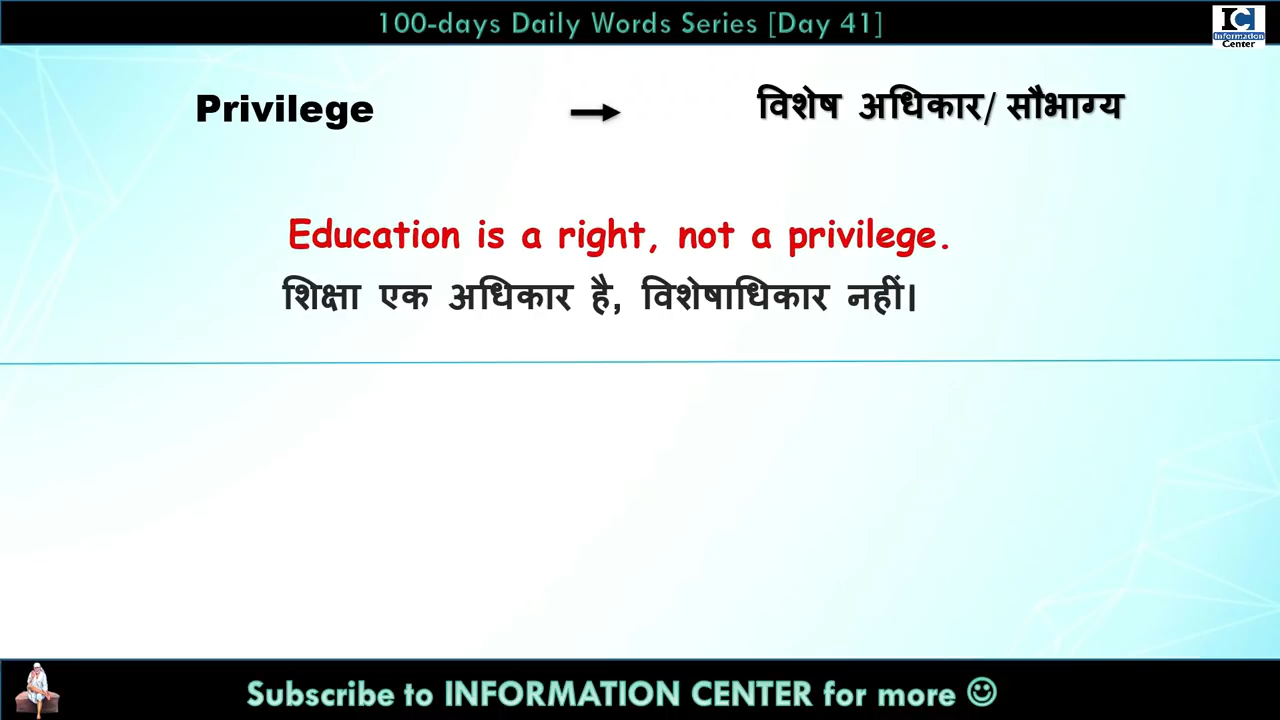 100-days Daily Words Series [Day 41]
IC
Information
Center
Privilege → विशेष अधिकार/ सौभाग्य
Education is a right, not a privilege.
शिक्षा एक अधिकार है, विशेषाधिकार नहीं।
Subscribe to INFORMATION CENTER for more ☺